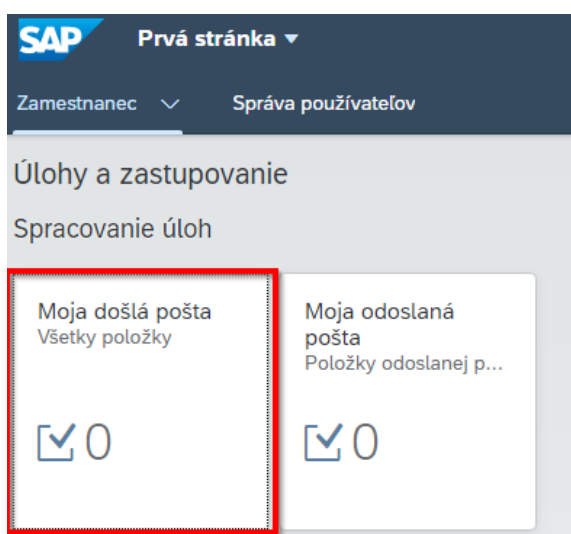 SAP Prvá stránka
Zamestnanec Správa používateľov
Úlohy a zastupovanie
Spracovanie úloh
Moja došlá pošta
Všetky položky
0
Moja odoslaná
pošta
Položky odoslanej p...
0